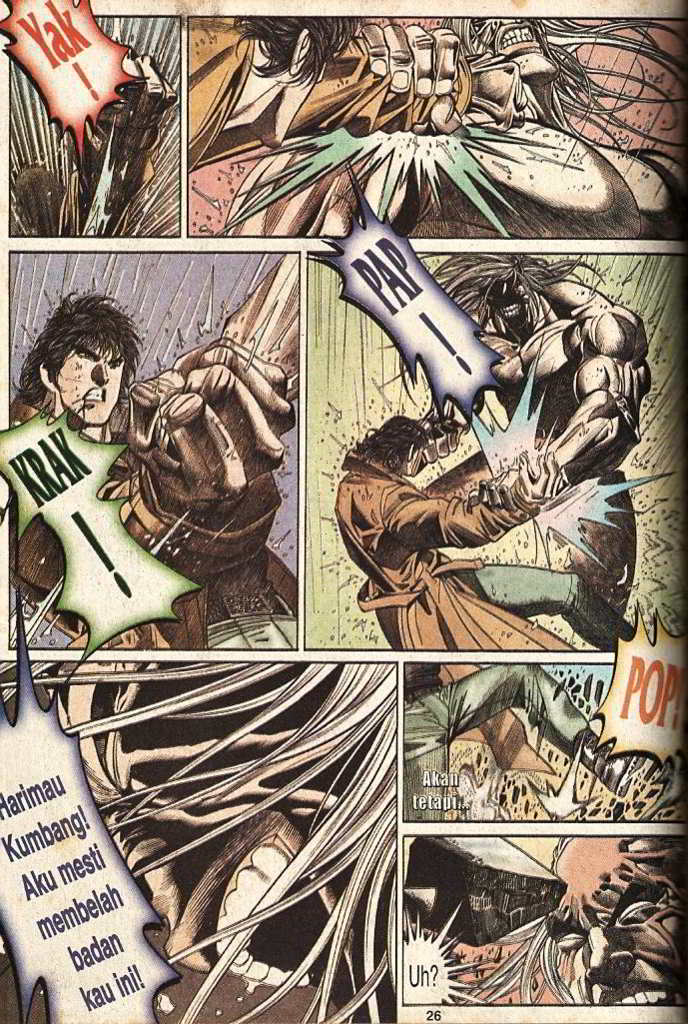 Yak
!
PAP
!
KRAK
!
Harimau
Kumbang!
Aku mesti
membelah
badan
kau ini!
Akan
tetapi...
POP!
Uh?
26